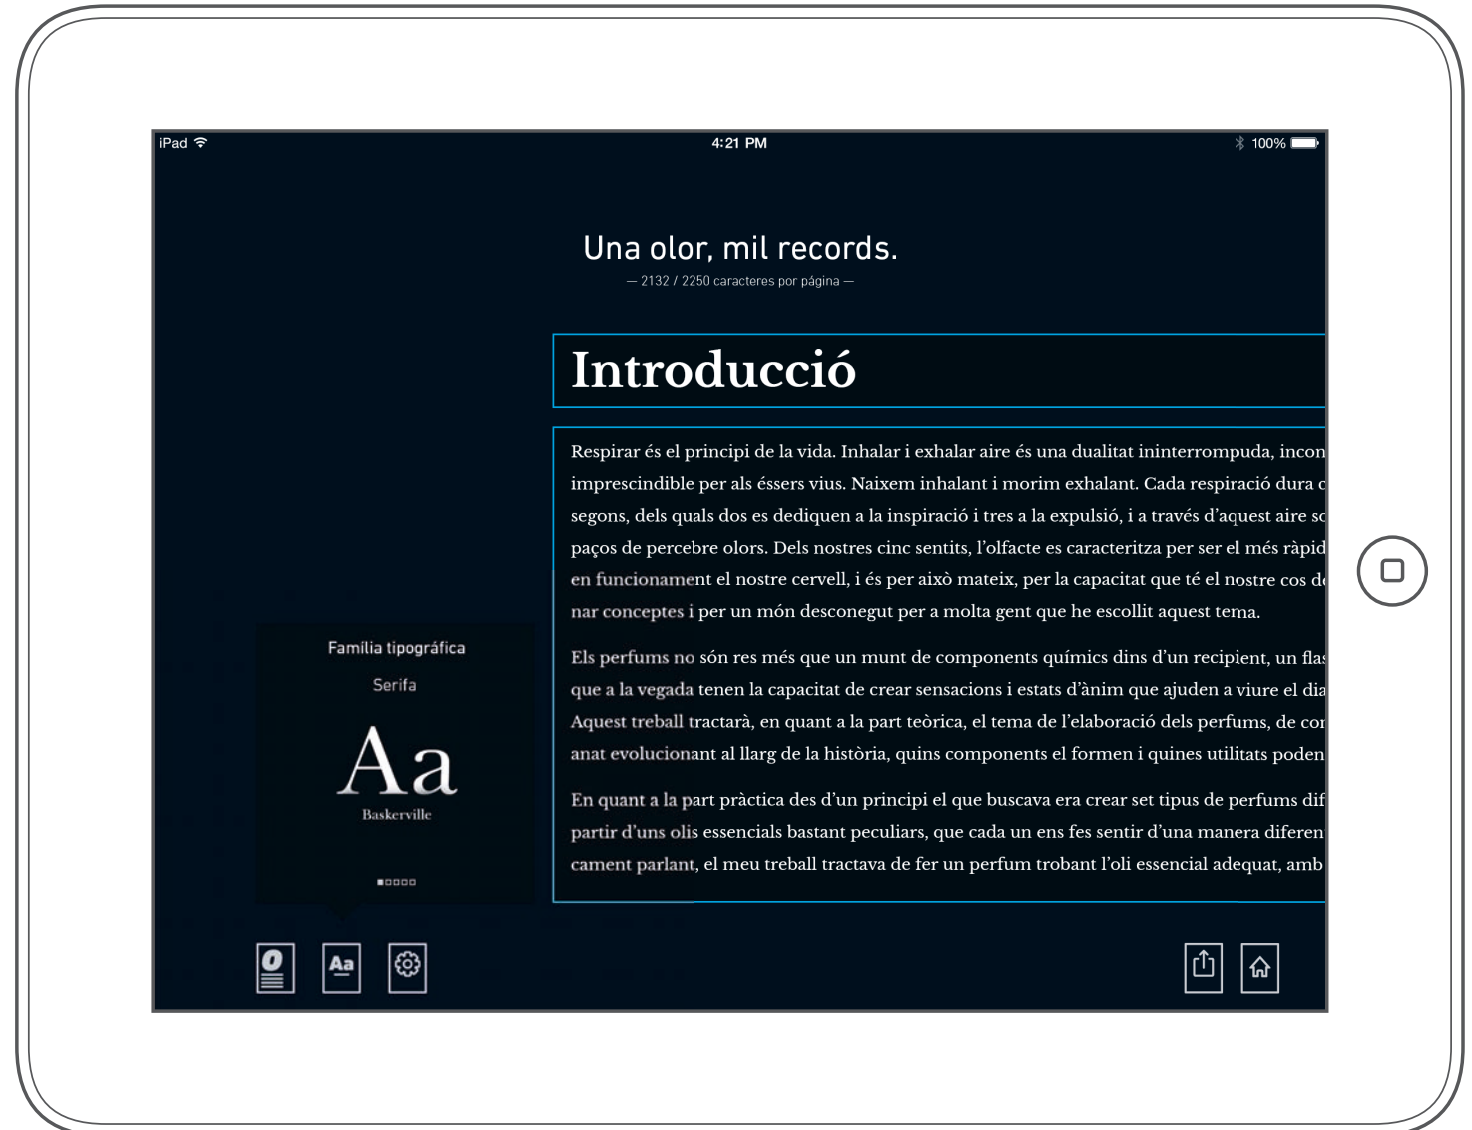 iPad
4:21 PM
100%
Una olor, mil records.
— 2132 / 2250 caracteres por página —
Introducció
Respirar és el principi de la vida. Inhalar i exhalar aire és una dualitat ininterrompuda, incon
imprescindible per als éssers vius. Naixem inhalant i morim exhalant. Cada respiració dura c
segons, dels quals dos es dediquen a la inspiració i tres a la expulsió, i a través d’aquest aire so
paços de percebre olors. Dels nostres cinc sentits, l’olfacte es caracteritza per ser el més ràpid
en funcionament el nostre cervell, i és per això mateix, per la capacitat que té el nostre cos de
nar conceptes i per un món desconegut per a molta gent que he escollit aquest tema.
Els perfums no són res més que un munt de components químics dins d’un recipient, un flas
que a la vegada tenen la capacitat de crear sensacions i estats d’ànim que ajuden a viure el dia
Aquest treball tractarà, en quant a la part teòrica, el tema de l’elaboració dels perfums, de com
anat evolucionant al llarg de la història, quins components el formen i quines utilitats poden
En quant a la part pràctica des d’un principi el que buscava era crear set tipus de perfums dif
partir d’uns olis essencials bastant peculiars, que cada un ens fes sentir d’una manera diferen
cament parlant, el meu treball tractava de fer un perfum trobant l’oli essencial adequat, amb
Família tipográfica
Serifa
Aa
Baskerville
O
Aa